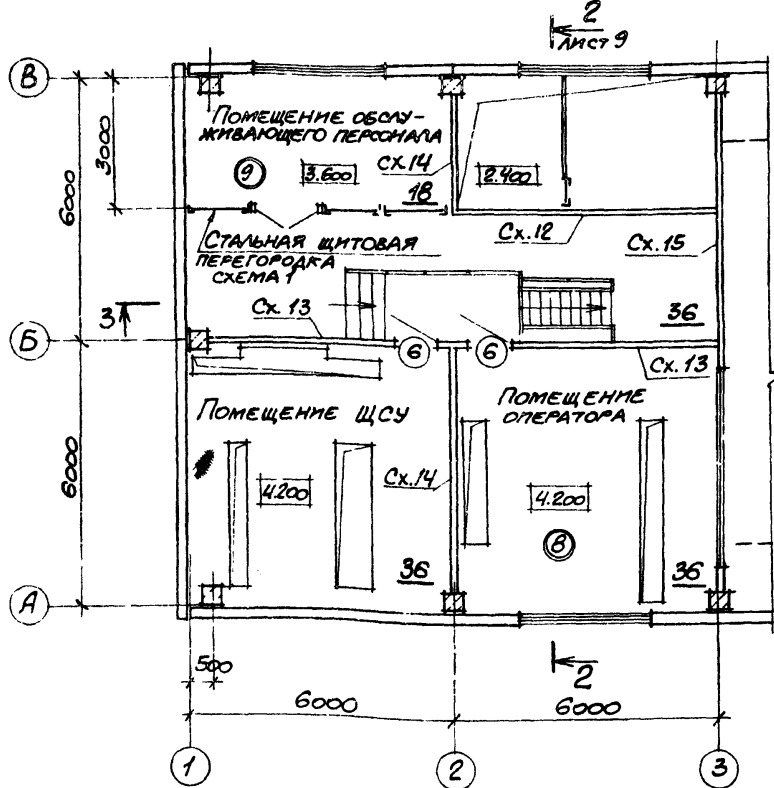 2
ЛИСТ 9
В
ПОМЕЩЕНИЕ ОБСЛУ-
ЖИВАЮЩЕГО ПЕРСОНАЛА
3000
6000
СХ.14
9
3.600
2.400
18
Сх.12
Сх.15
СТАЛЬНАЯ ЩИТОВАЯ
ПЕРЕГОРОДКА
СХЕМА 1
3
Сх. 13
36
Б
6
6
Сх. 13
ПОМЕЩЕНИЕ ЩСУ
ПОМЕЩЕНИЕ
ОПЕРАТОРА
6000
4.200
Сх.14
4.200
8
36
36
А
500
2
6000
6000
1
2
3